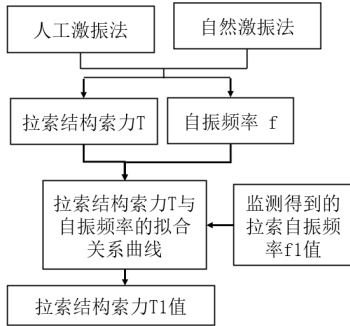 人工激振法
自然激振法
拉索结构索力T
自振频率 f
拉索结构索力T与
自振频率的拟合
关系曲线
监测得到的
拉索自振频
率f1值
拉索结构索力T1值